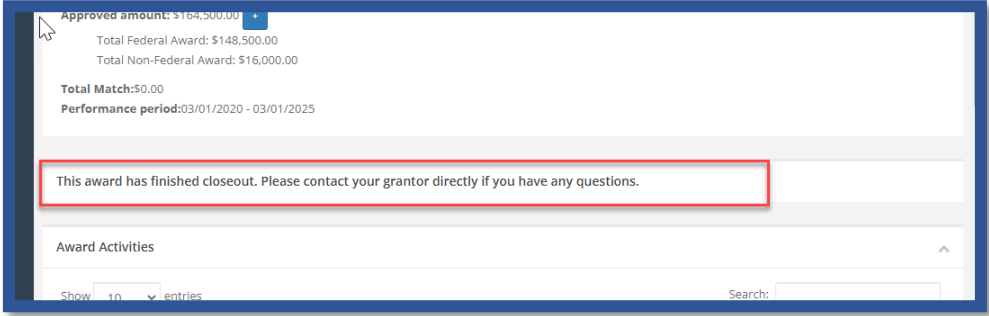 Approved amount: $164,500.00 +
Total Federal Award: $148,500.00
Total Non-Federal Award: $16,000.00
Total Match:$0.00
Performance period:03/01/2020 - 03/01/2025
This award has finished closeout. Please contact your grantor directly if you have any questions.
Award Activities
Show 10 entries Search: